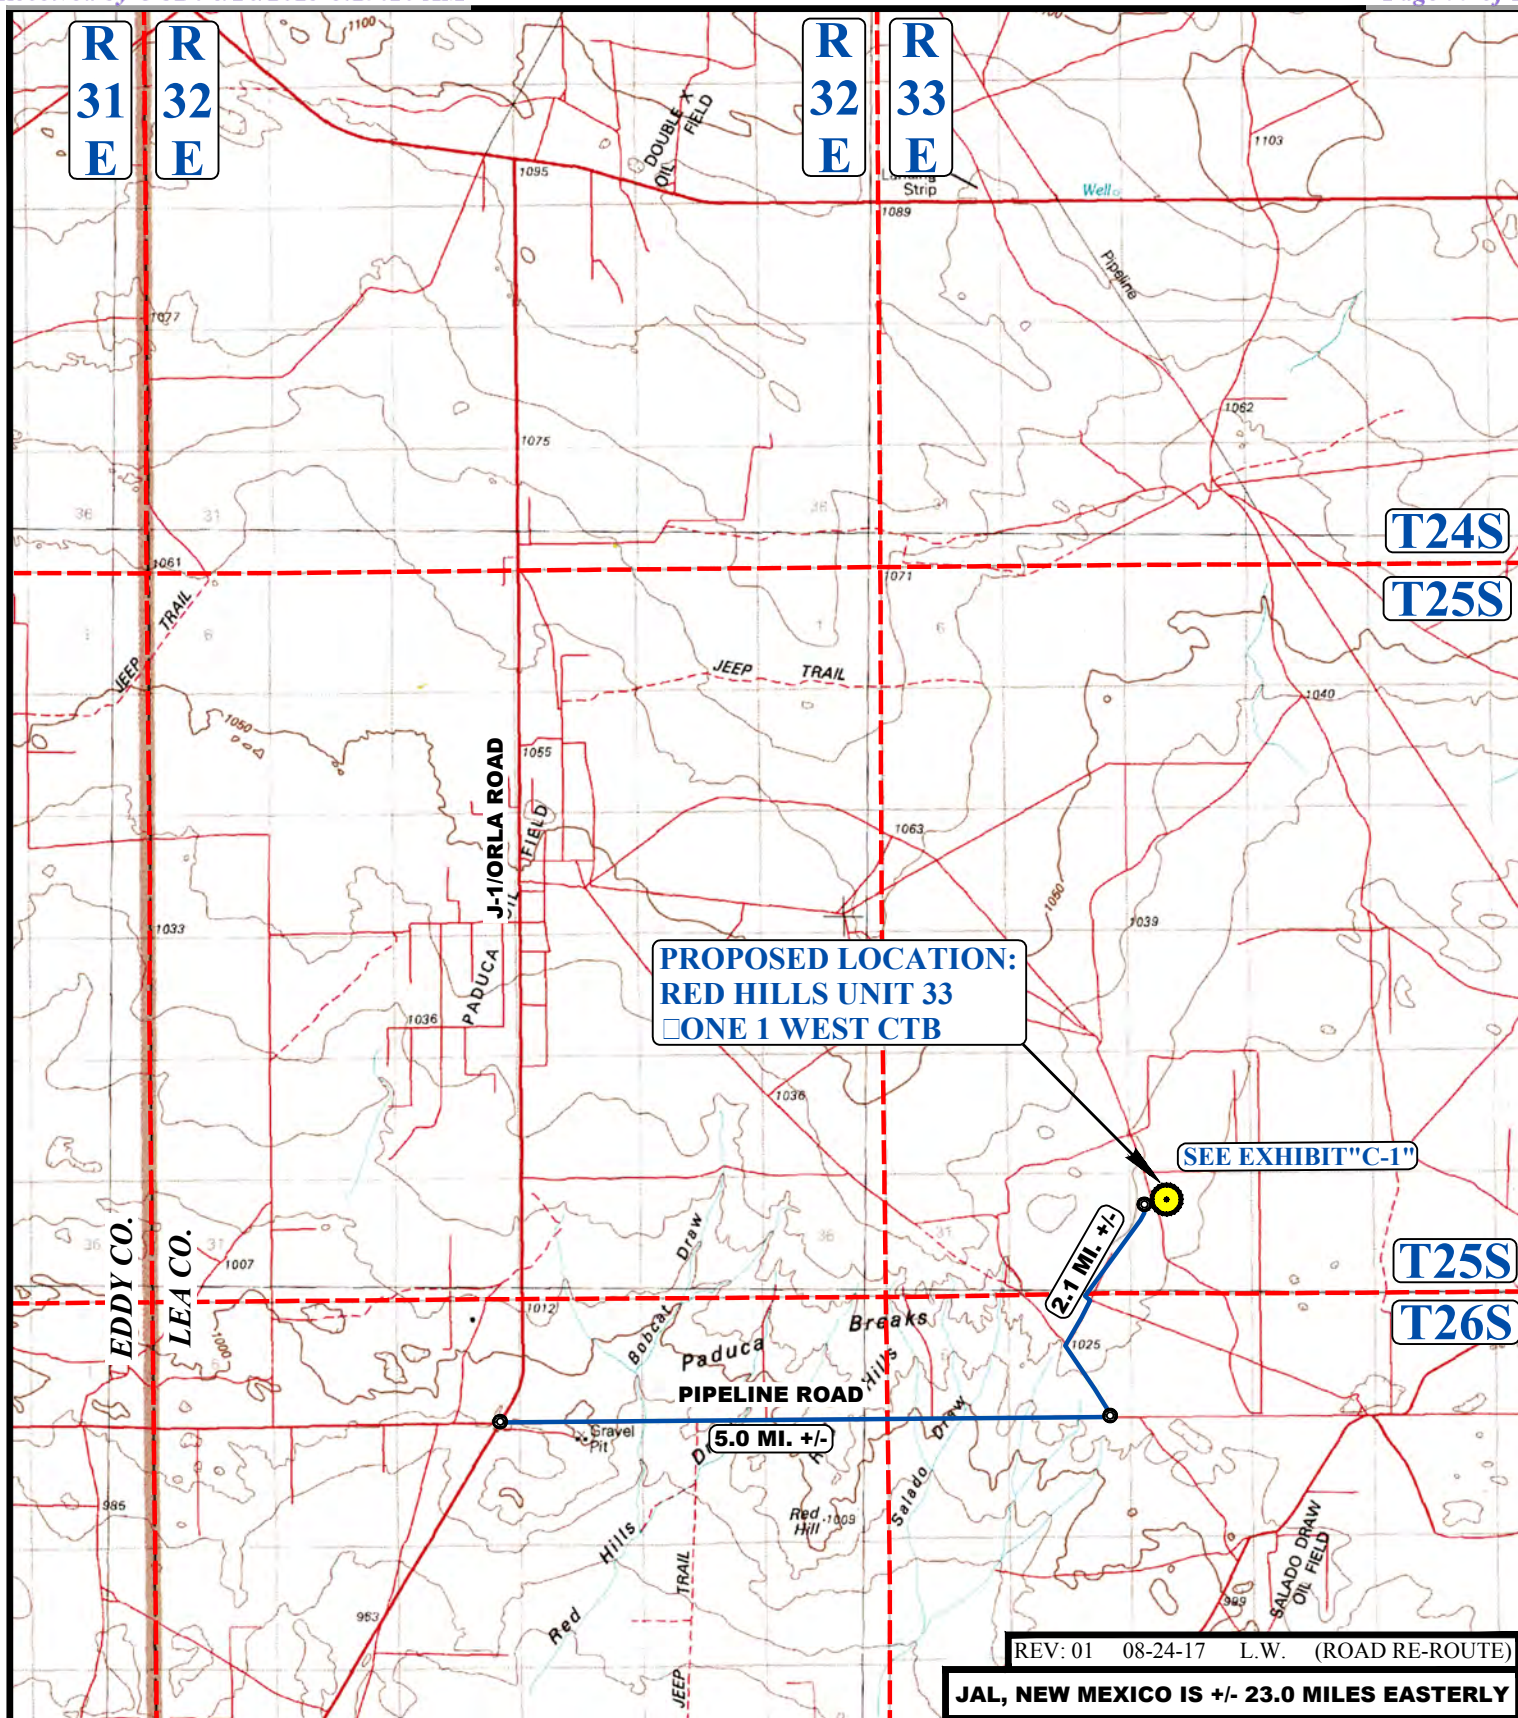 R
31
E
R
32
E
R
32
E
R
33
E
1100
DOUBLE X
OIL FIELD
1103
1095
Strip
Well
1089
Pipeline
1077
1062
1075
36
31
36
31
T24S
1061
1071
T25S
TRAIL
6
1
6
JEEP
JEEP TRAIL
1040
1050
1055
J-1/ORLA ROAD
FIELD
1063
1050
1033
1039
PADUCA
PROPOSED LOCATION:
RED HILLS UNIT 33
□ONE 1 WEST CTB
1036
1036
SEE EXHIBIT"C-1"
EDDY CO.
LEA CO.
36
31
1007
Draw
36
31
2.1 MI. +/-
T25S
1012
T26S
1000
6
Bobcat
Paduca
Breaks
1025
PIPELINE ROAD
Hills
Gravel
Pit
5.0 MI. +/-
Draw
985
Red
Hill
1009
Salado
Hills
TRAIL
SALADO DRAW
OIL FIELD
963
999
Red
JEEP
REV: 01 08-24-17 L.W. (ROAD RE-ROUTE)
JAL, NEW MEXICO IS +/- 23.0 MILES EASTERLY